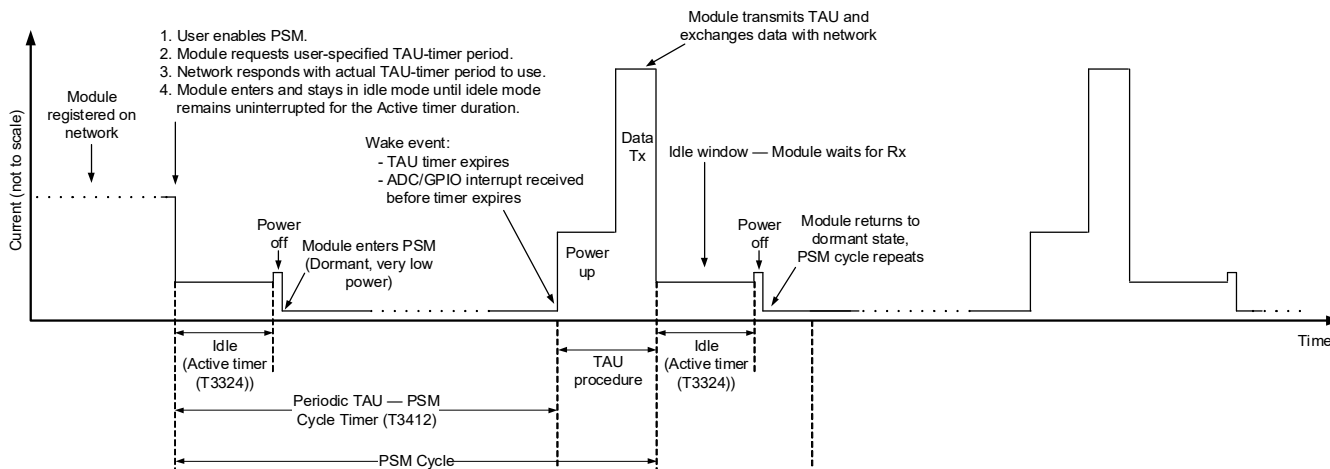 Module transmits TAU and
exchanges data with network
1. User enables PSM.
2. Module requests user-specified TAU-timer period.
3. Network responds with actual TAU-timer period to use.
4. Module enters and stays in idle mode until idele mode
remains uninterrupted for the Active timer duration.
Module
registered on
network
Current (not to scale)
Wake event:
- TAU timer expires
- ADC/GPIO interrupt received
before timer expires
Data
Tx
Idle window — Module waits for Rx
Power
off
Module enters PSM
(Dormant, very low
power)
Power
up
Power
off
Module returns to
dormant state,
PSM cycle repeats
Time
Idle
(Active timer
(T3324))
TAU
procedure
Idle
(Active timer
(T3324))
Periodic TAU — PSM
Cycle Timer (T3412)
PSM Cycle